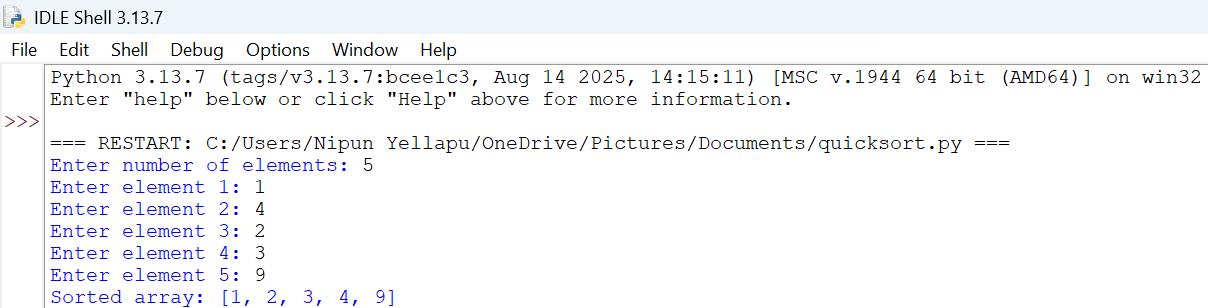 IDLE Shell 3.13.7
File Edit Shell Debug Options Window Help
Python 3.13.7 (tags/v3.13.7:bcee1c3, Aug 14 2025, 14:15:11) [MSC v.1944 64 bit (AMD64)] on win32
Enter "help" below or click "Help" above for more information.
>>>
=== RESTART: C:/Users/Nipun Yellapu/OneDrive/Pictures/Documents/quicksort.py ===
Enter number of elements: 5
Enter element 1: 1
Enter element 2: 4
Enter element 3: 2
Enter element 4: 3
Enter element 5: 9
Sorted array: [1, 2, 3, 4, 9]